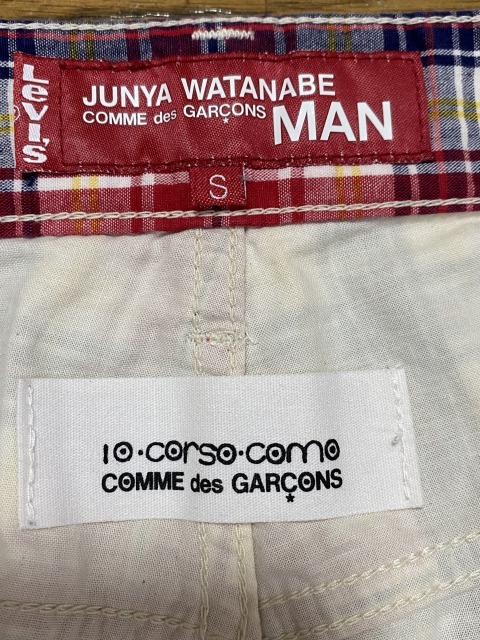 Levi's
JUNYA WATANABE
COMME des GARÇONS MAN
S
10·corso·como
COMME des GARÇONS